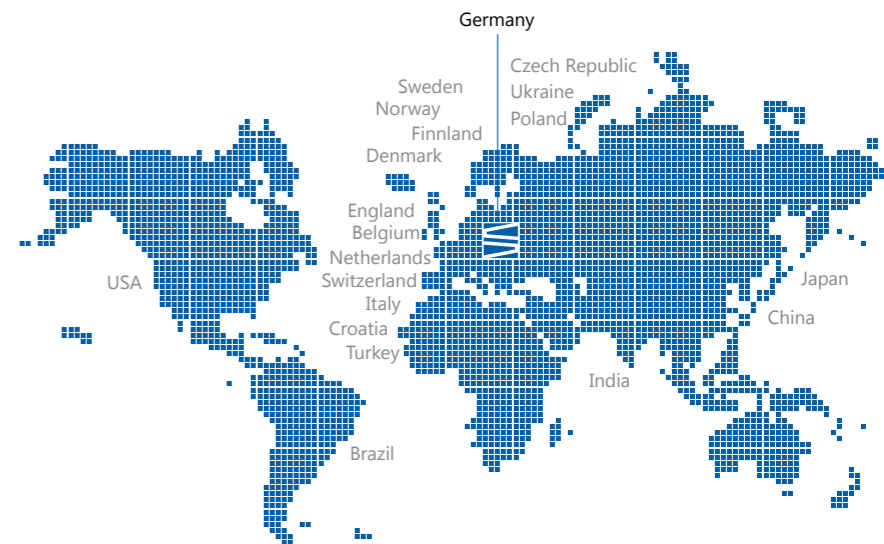 Germany
Czech Republic
Sweden
Ukraine
Norway
Poland
Finnland
Denmark
England
Belgium
Netherlands
Switzerland
USA
Japan
Italy
China
Croatia
Turkey
India
Brazil